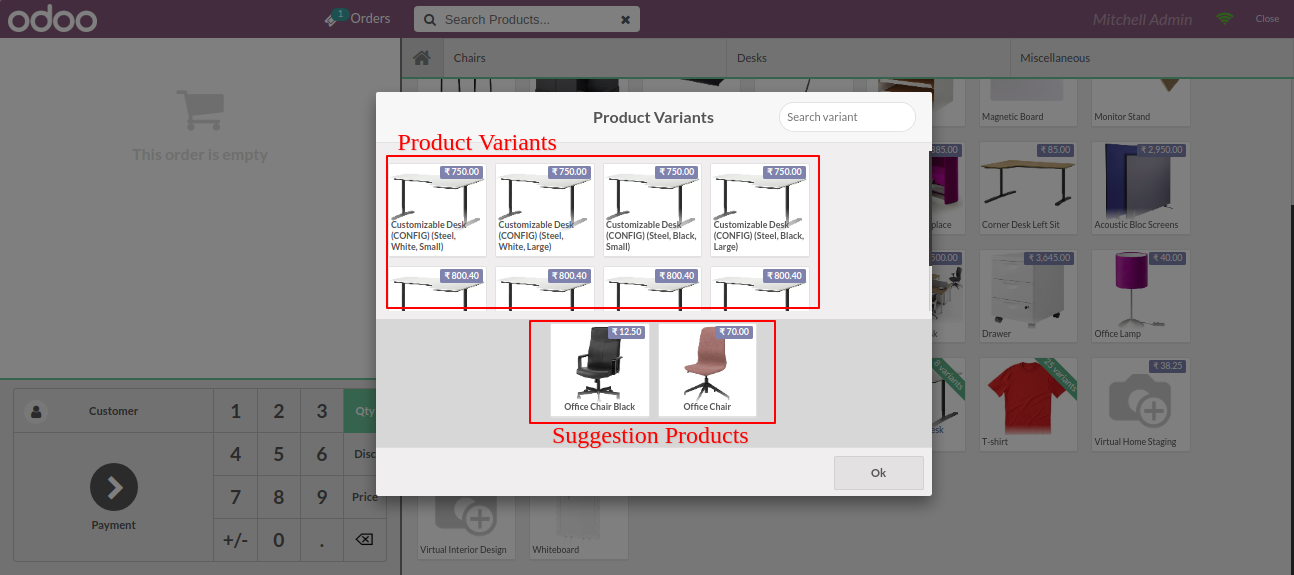 odoo
1
Orders
Search Products...
Mitchell Admin
Close
Chairs
Desks
Miscellaneous
This order is empty
Magnetic Board
Monitor Stand
Product Variants
Search variant
Product Variants
₹ 750.00
₹ 750.00
₹ 750.00
₹ 750.00
Customizable Desk
(CONFIG) (Steel,
White, Small)
Customizable Desk
(CONFIG) (Steel,
White, Large)
Customizable Desk
(CONFIG) (Steel, Black,
Small)
Customizable Desk
(CONFIG) (Steel, Black,
Large)
₹ 800.40
₹ 800.40
₹ 800.40
₹ 800.40
₹ 12.50
₹ 70.00
Office Chair Black
Office Chair
Suggestion Products
Ok
₹ 85.00
₹ 2,950.00
Corner Desk Left Sit
Acoustic Bloc Screens
₹ 3,645.00
₹ 40.00
Drawer
Office Lamp
25 variants
₹ 38.25
T-shirt
Virtual Home Staging
Virtual Interior Design
Whiteboard
Customer
1
2
3
Qty
4
5
6
Disc
7
8
9
Price
+/-
0
.
Payment